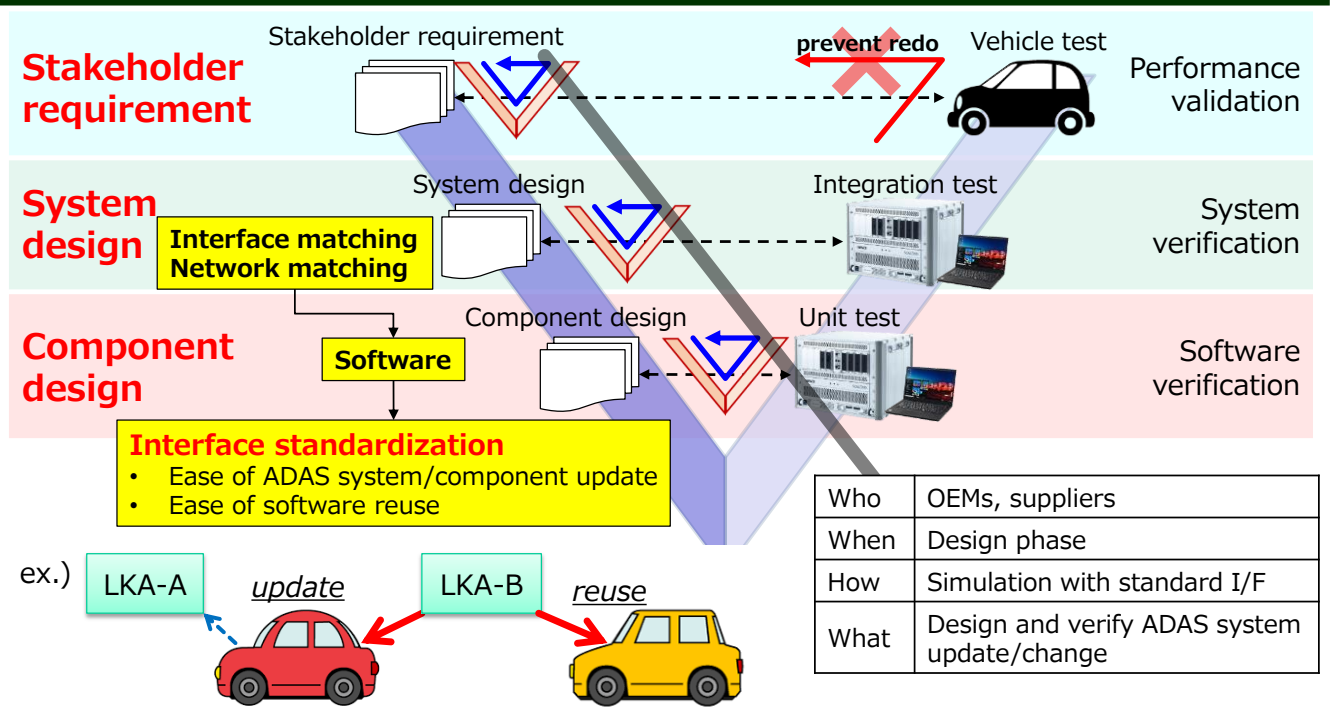 Stakeholder requirement
prevent redo
Vehicle test
Stakeholder
requirement
Performance
validation
System design
Integration test
System
design
System
verification
Interface matching
Network matching
Component design
Unit test
Component
design
Software
Software
verification
Interface standardization
• Ease of ADAS system/component update
• Ease of software reuse
Who OEMs, suppliers
When Design phase
How Simulation with standard I/F
What Design and verify ADAS system
update/change
ex.) LKA-A update LKA-B reuse